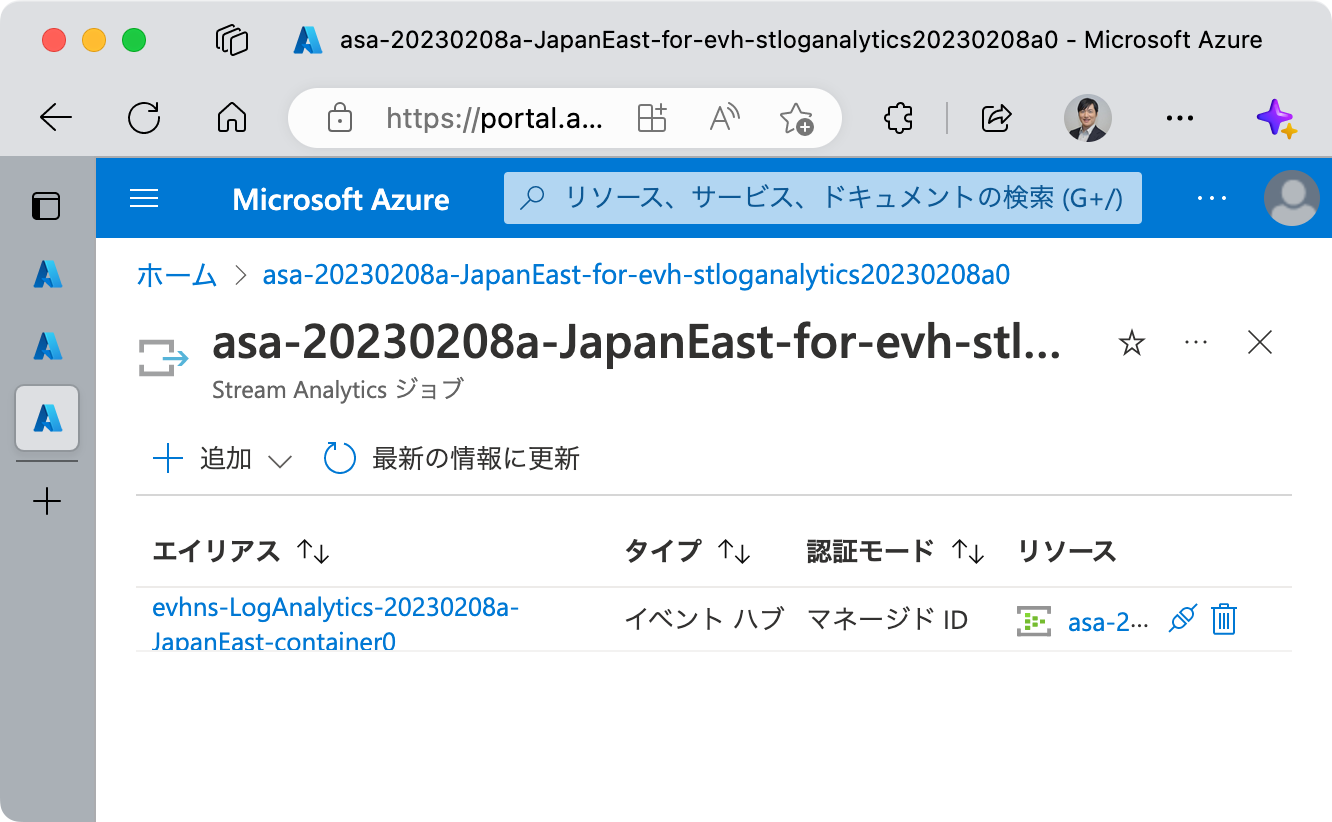 asa-20230208a-JapanEast-for-evh-stloganalytics20230208a0 - Microsoft Azure
https://portal.a...
Microsoft Azure
リソース、サービス、ドキュメントの検索 (G+/)
ホーム > asa-20230208a-JapanEast-for-evh-stloganalytics20230208a0
asa-20230208a-JapanEast-for-evh-stl...
Stream Analytics ジョブ
追加
最新の情報に更新
エイリアス ↑↓ タイプ ↑↓ 認証モード ↑↓ リソース
evhns-LogAnalytics-20230208a-
JapanEast-container0
イベント ハブ
マネージド ID
asa-2...